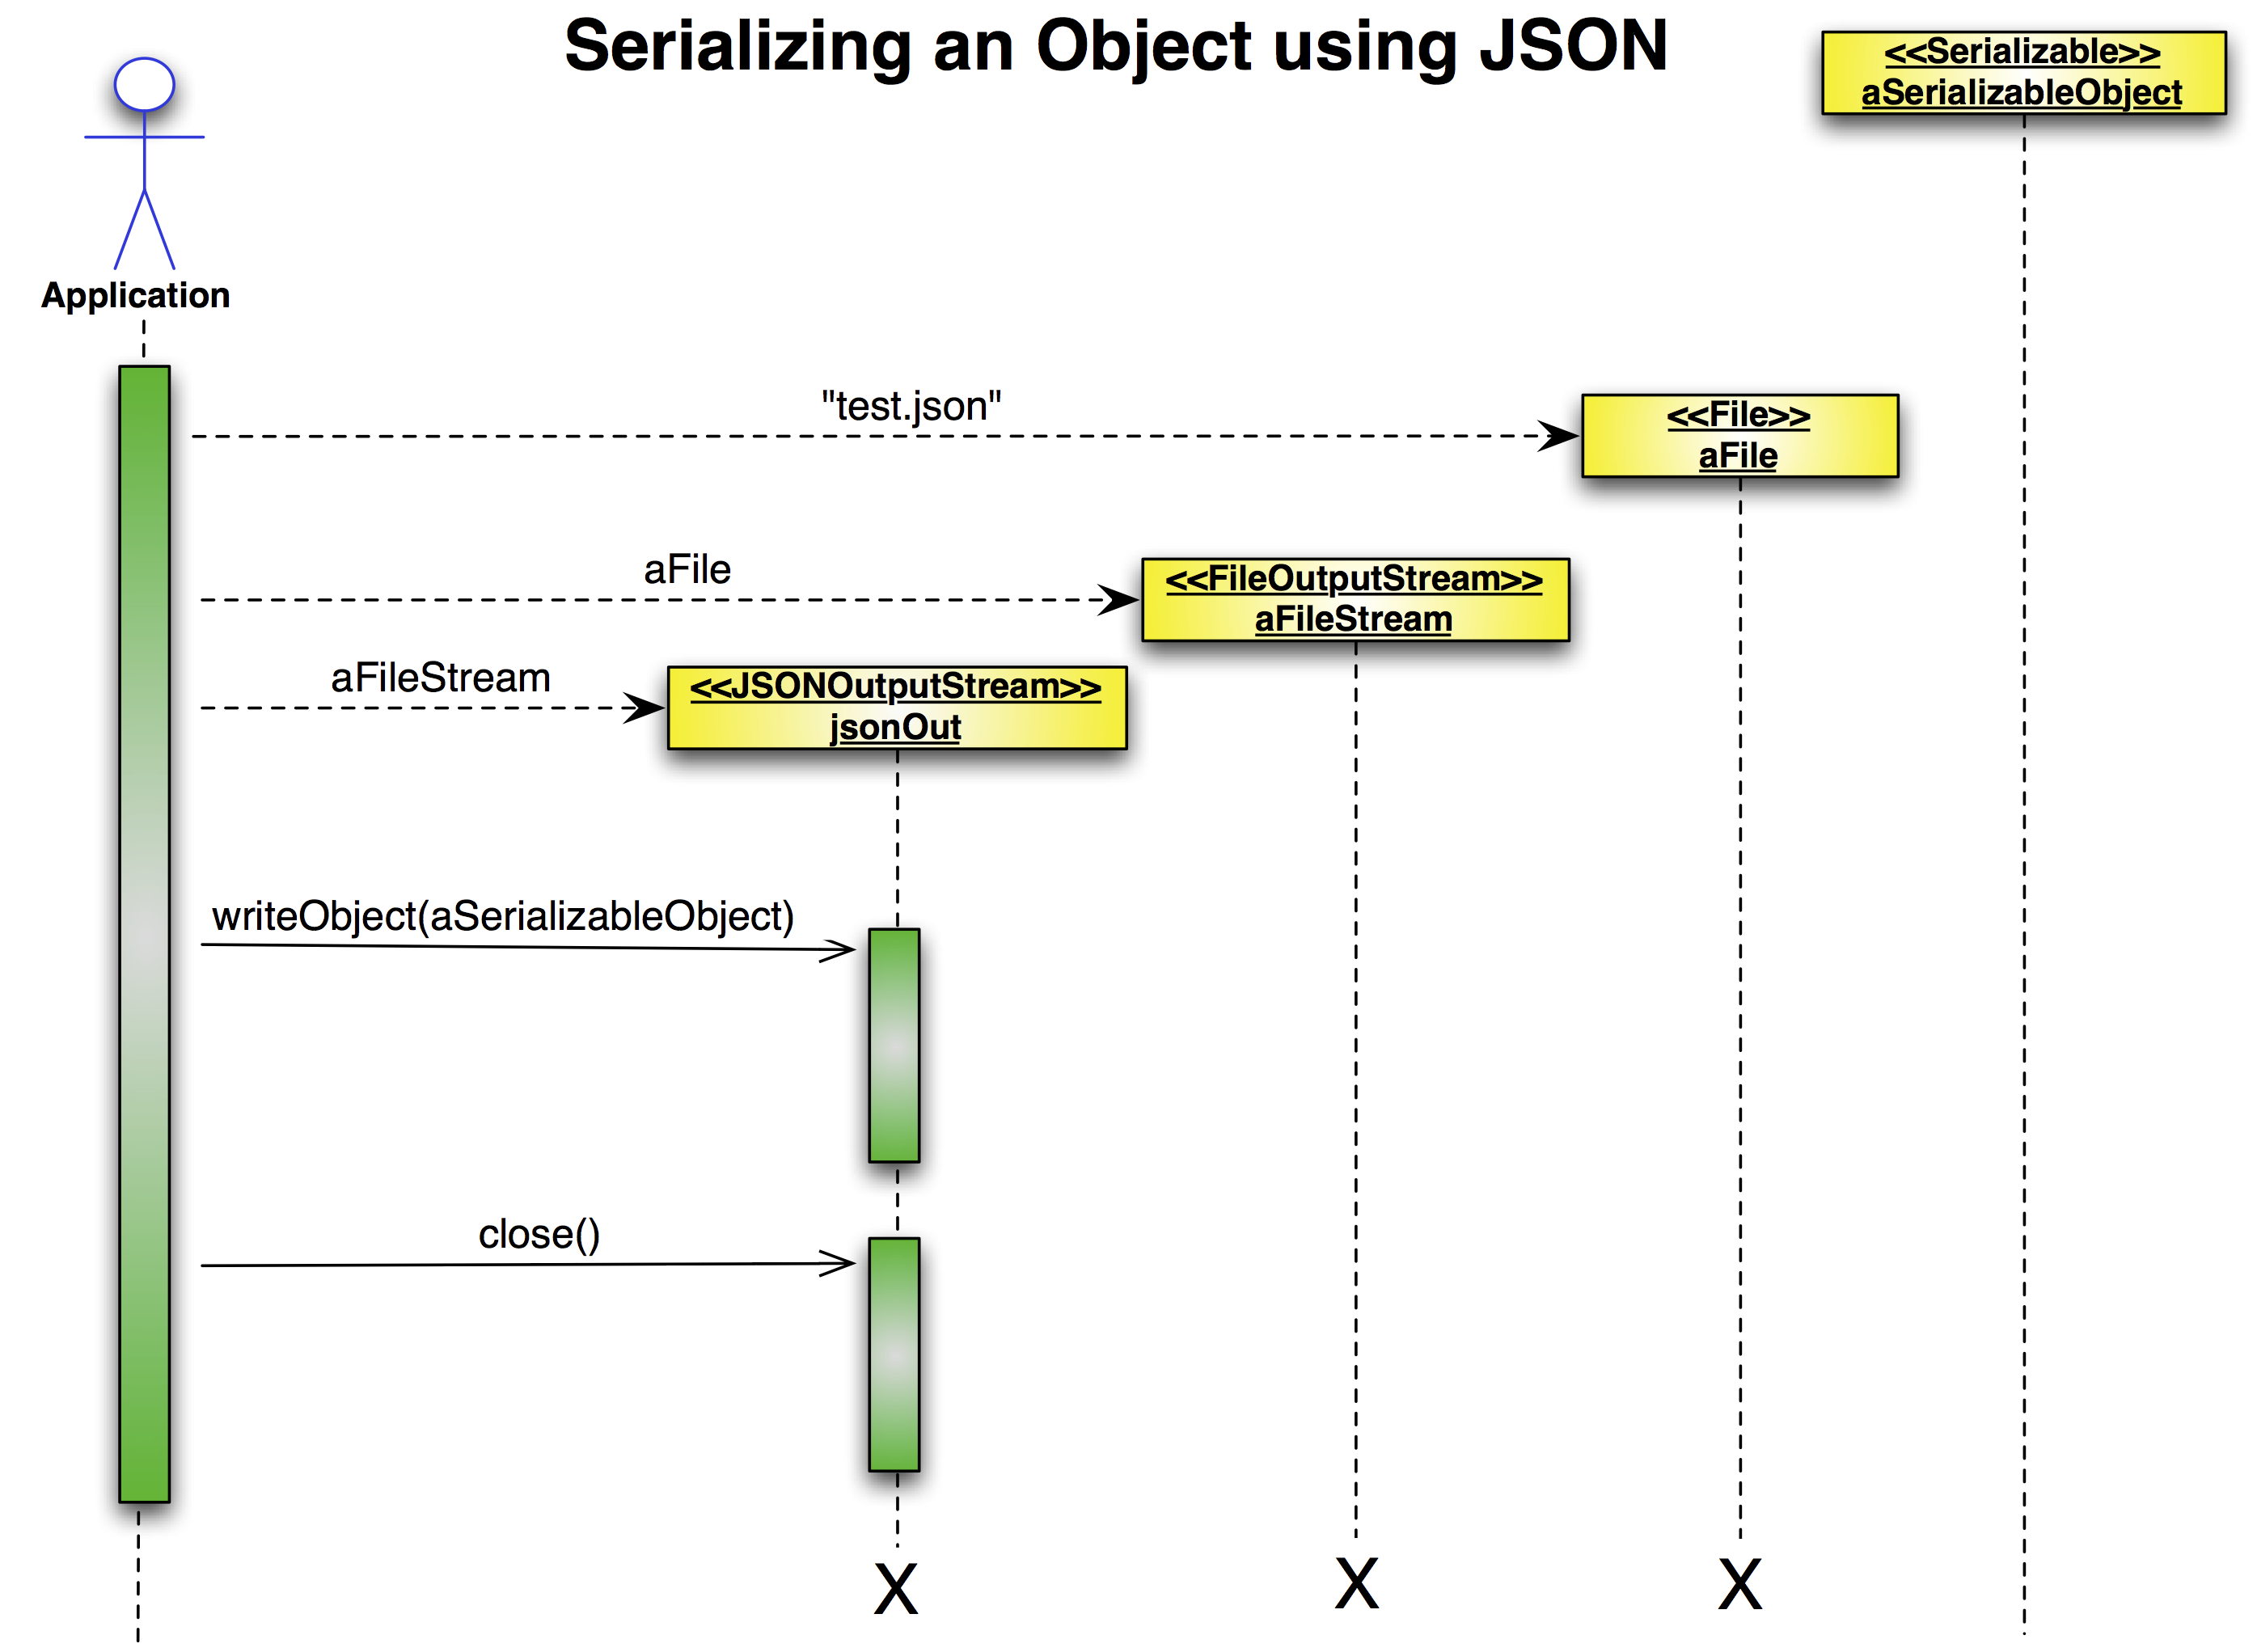 Serializing an Object using JSON
<<Serializable>>
aSerializableObject
Application
"test.json"
<<File>>
aFile
aFile
<<FileOutputStream>>
aFileStream
aFileStream
<<JSONOutputStream>>
jsonOut
writeObject(aSerializableObject)
close()
X
X
X